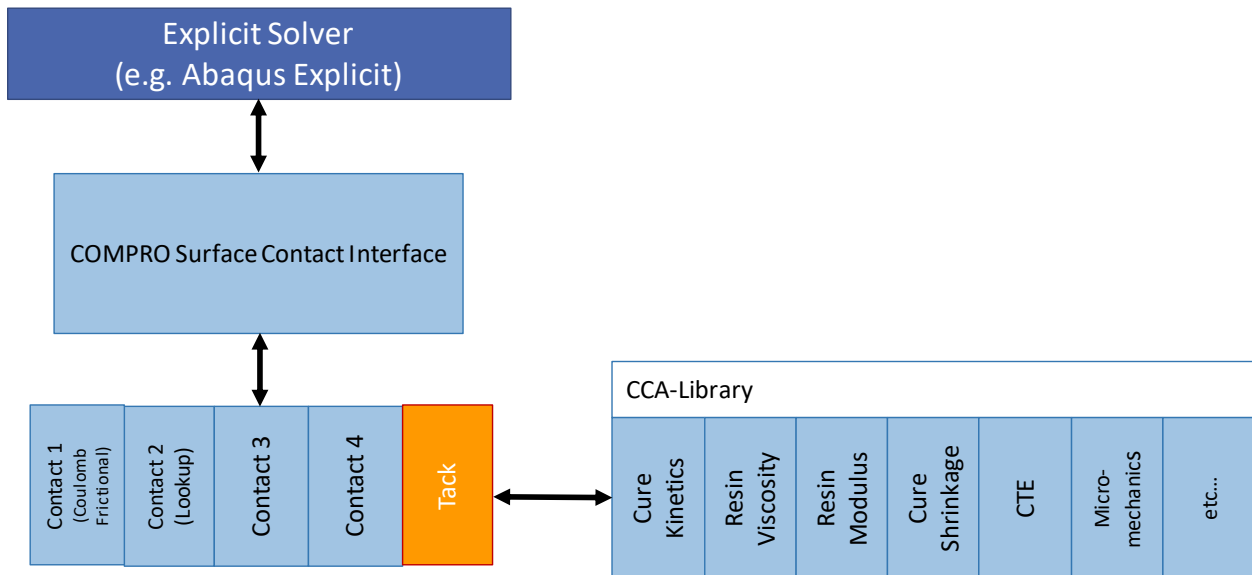 Explicit Solver
(e.g. Abaqus Explicit)
COMPRO Surface Contact Interface
Contact 1
(Coulomb
Frictional)
Contact 2
(Lookup)
Contact 3
Contact 4
Tack
CCA-Library
Cure
Kinetics
Resin
Viscosity
Resin
Modulus
Cure
Shrinkage
CTE
Micro-
mechanics
etc...